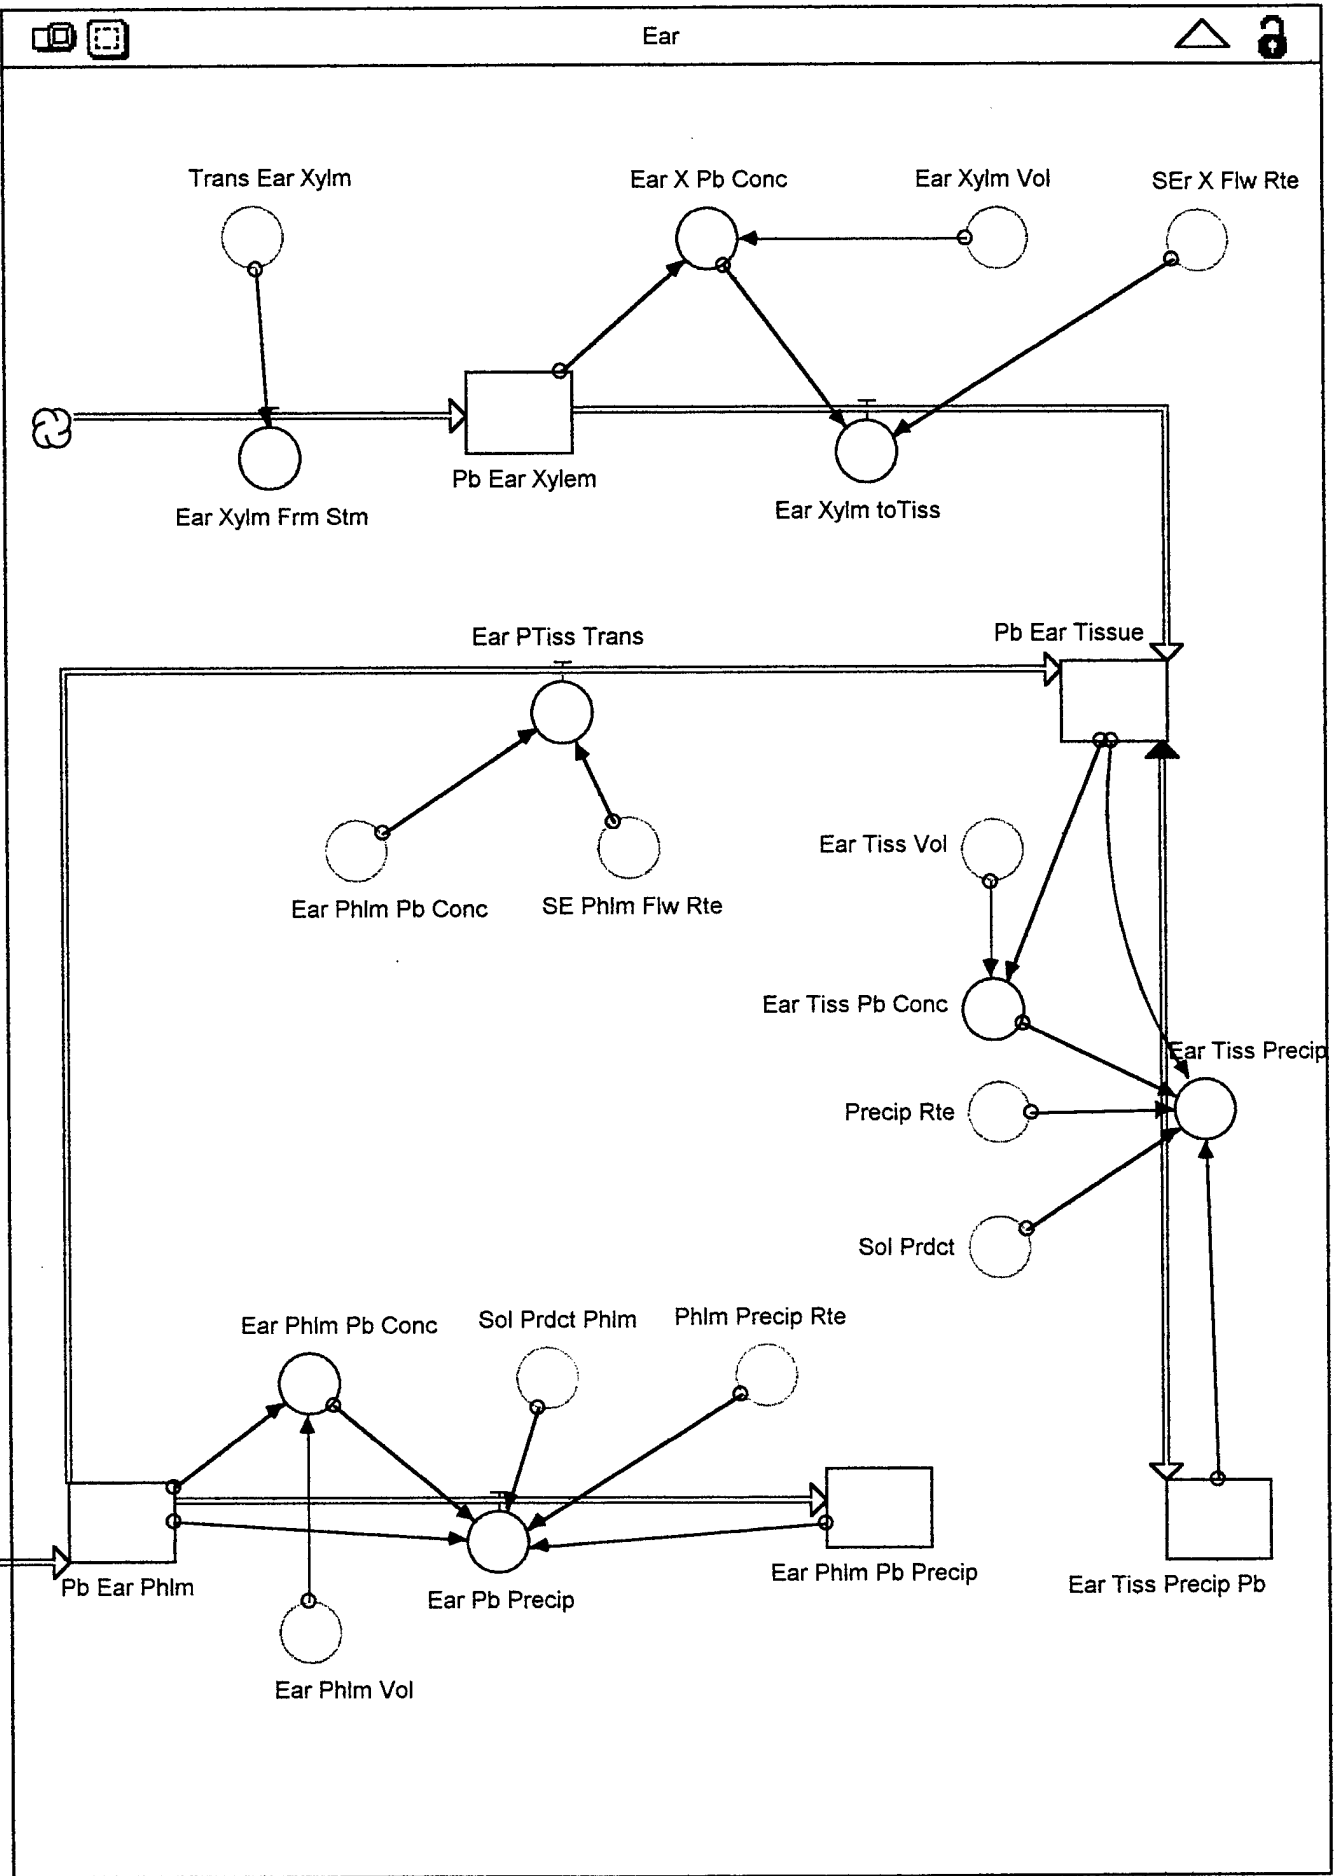 Ear
Trans Ear Xylm
Ear X Pb Conc
Ear Xylm Vol
SEr X Flw Rte
Pb Ear Xylem
Ear Xylm Frm Stm
Ear Xylm toTiss
Ear PTiss Trans
Pb Ear Tissue
Ear Tiss Vol
Ear Phlm Pb Conc
SE Phlm Flw Rte
Ear Tiss Pb Conc
Ear Tiss Precip
Precip Rte
Sol Prdct
Ear Phlm Pb Conc
Sol Prdct Phlm
Phlm Precip Rte
Pb Ear Phlm
Ear Pb Precip
Ear Phlm Pb Precip
Ear Tiss Precip Pb
Ear Phlm Vol